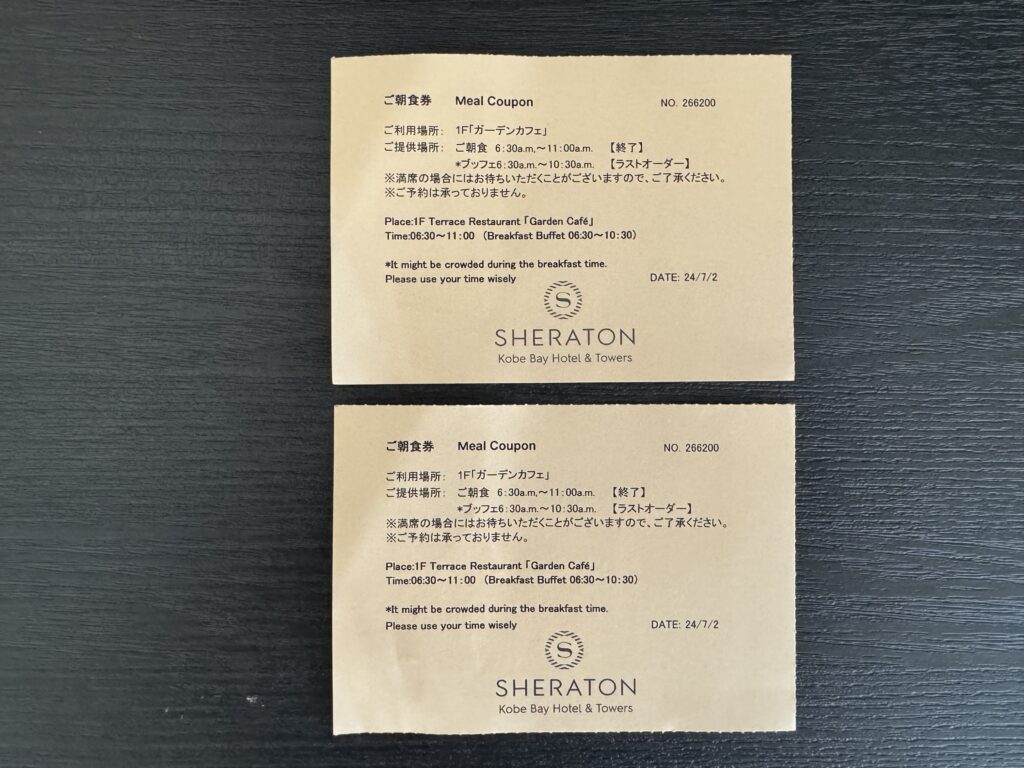 ご朝食券 Meal Coupon NO. 266200
ご利用場所： 1F「ガーデンカフェ」
ご提供場所： ご朝食 6：30a.m,～11：00a.m. 【終了】
*ブッフェ6：30a.m.～10：30a.m. 【ラストオーダー】
※満席の場合にはお待ちいただくことがございますので、ご了承ください。
※ご予約は承っておりません。
Place:1F Terrace Restaurant「Garden Café」
Time:06:30～11：00 （Breakfast Buffet 06:30～10：30）
*It might be crowded during the breakfast time.
Please use your time wisely DATE: 24/7/2
S
SHERATON
Kobe Bay Hotel & Towers
ご朝食券 Meal Coupon NO. 266200
ご利用場所： 1F「ガーデンカフェ」
ご提供場所： ご朝食 6：30a.m,～11：00a.m. 【終了】
*ブッフェ6：30a.m.～10：30a.m. 【ラストオーダー】
※満席の場合にはお待ちいただくことがございますので、ご了承ください。
※ご予約は承っておりません。
Place:1F Terrace Restaurant「Garden Café」
Time:06:30～11：00 （Breakfast Buffet 06:30～10：30）
*It might be crowded during the breakfast time.
Please use your time wisely DATE: 24/7/2
S
SHERATON
Kobe Bay Hotel & Towers